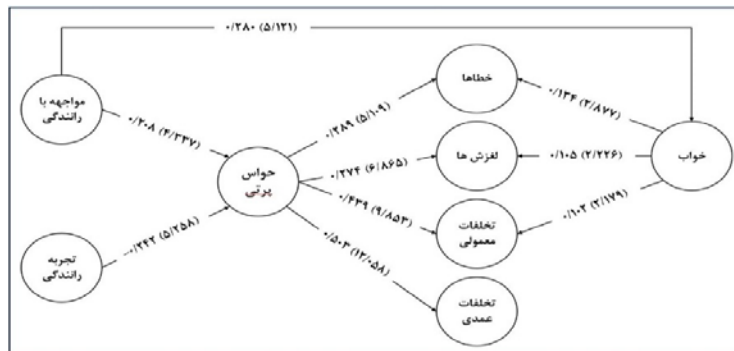 ۰/۲۸۰ (۵/۱۲۱)
مواجهه با
رانندگی
۰/۲۰۸ (۴/۳۳۷)
تجربه
رانندگی
۰/۲۴۲ (۵/۲۵۸)
حواس
پرتی
۰/۲۸۹ (۵/۱۰۹)
۰/۲۷۴ (۶/۸۶۵)
۰/۴۳۹ (۹/۸۵۳)
۰/۵۰۳ (۱۲/۰۵۸)
خطاها
لغزش ها
تخلفات
معمولی
تخلفات
عمدی
۰/۱۳۴ (۲/۸۷۷)
۰/۱۰۵ (۲/۲۲۶)
۰/۱۰۲ (۲/۱۷۹)
خواب